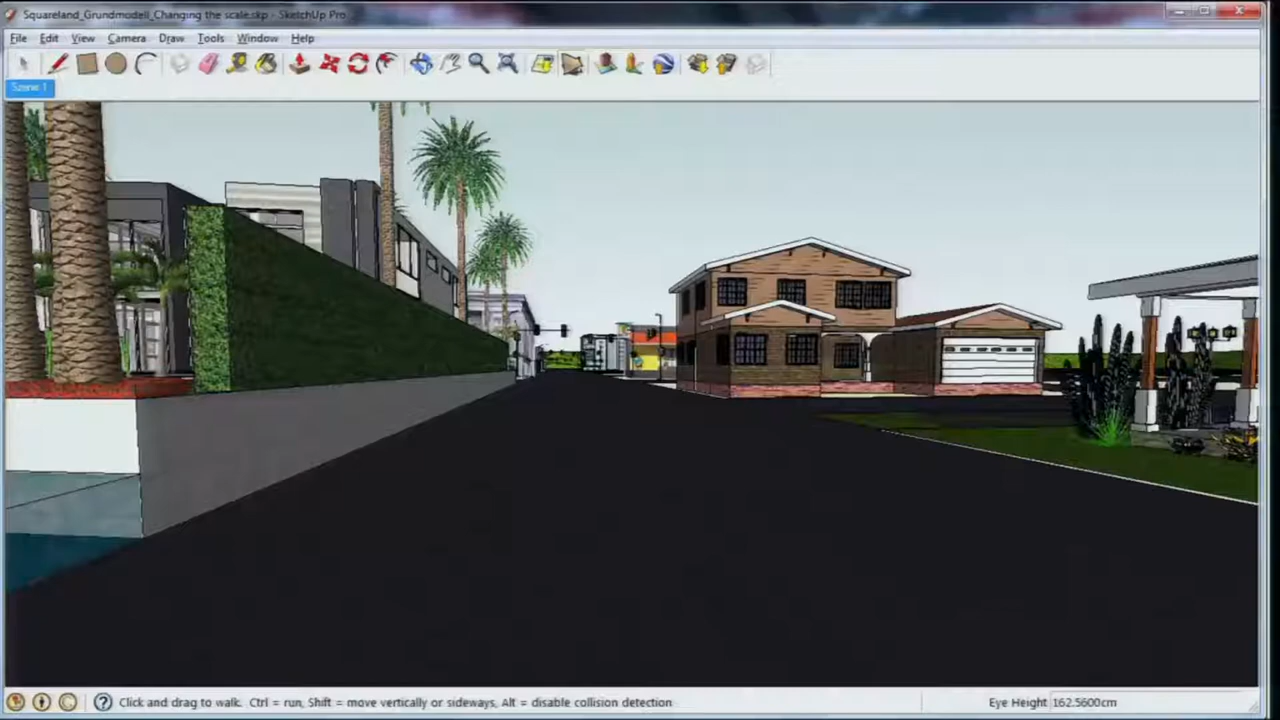 Squareland_Grundmodell_Changing the scale.skp - SketchUp Pro
File Edit View Camera Draw Tools Window Help
Szene 1
Click and drag to walk. Ctrl = run, Shift = move vertically or sideways, Alt = disable collision detection
Eye Height 162.5600cm